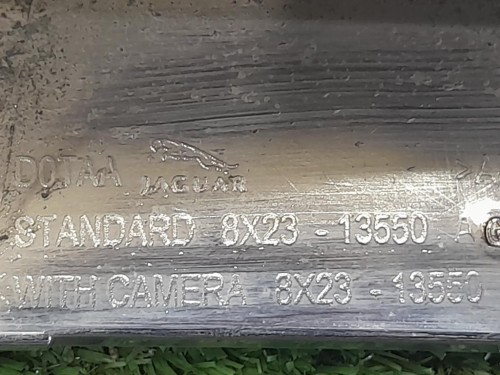 DOTAA JAGUAR
STANDARD 8X23 - 13550 A
WITH CAMERA 8X23 - 13550